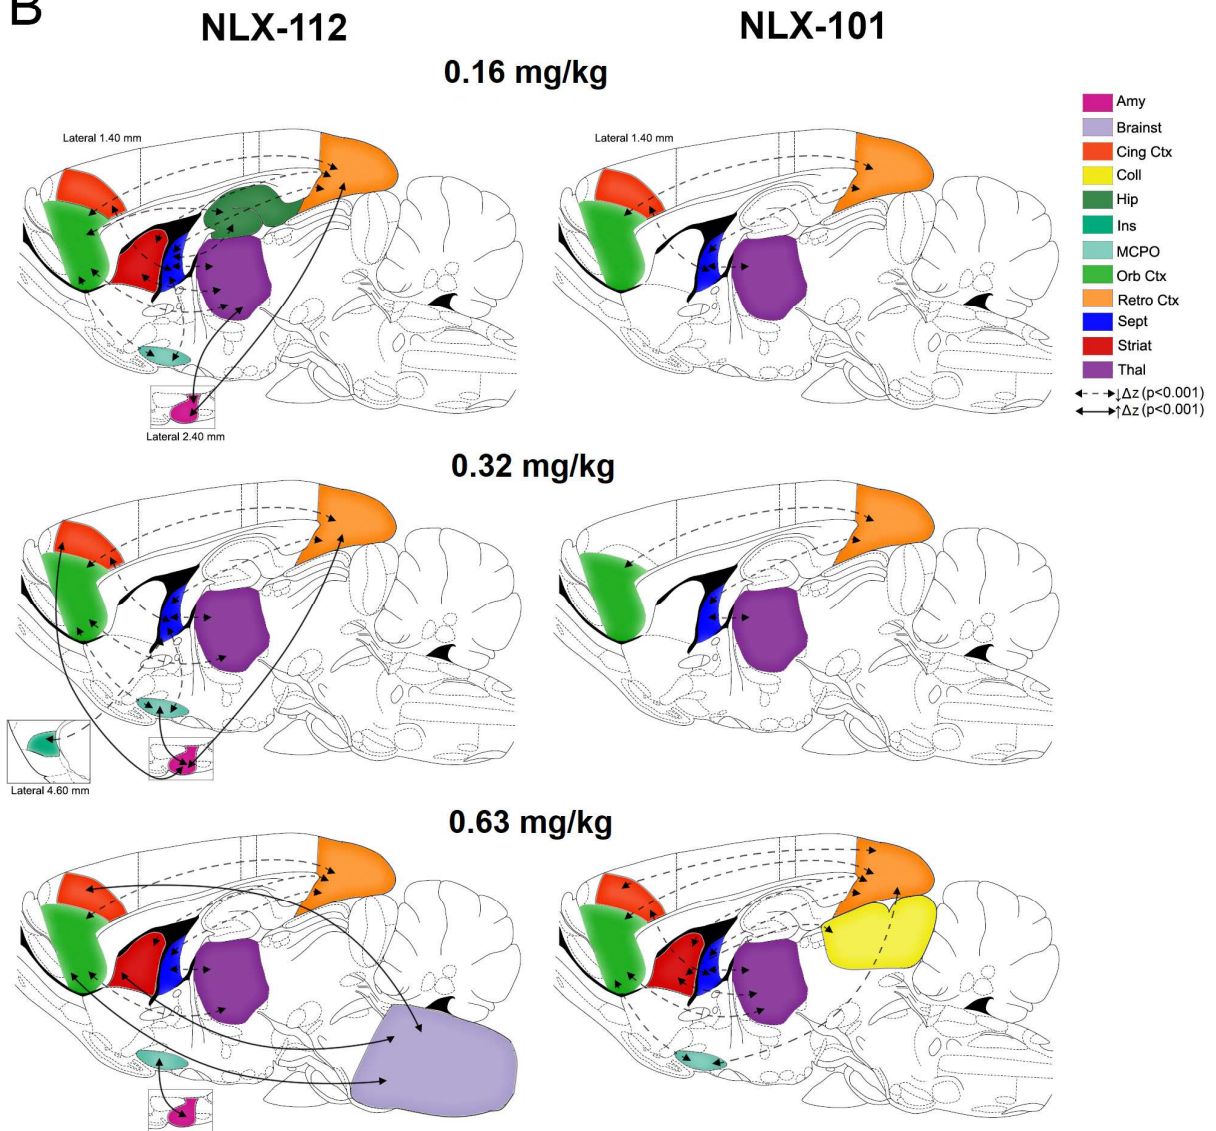 B
NLX-112
NLX-101
0.16 mg/kg
Lateral 1.40 mm
Lateral 1.40 mm
Lateral 2.40 mm
Amy
Brainst
Cing Ctx
Coll
Hip
Ins
MCPO
Orb Ctx
Retro Ctx
Sept
Striat
Thal
↓Δz (p<0.001)
↑Δz (p<0.001)
0.32 mg/kg
Lateral 4.60 mm
0.63 mg/kg